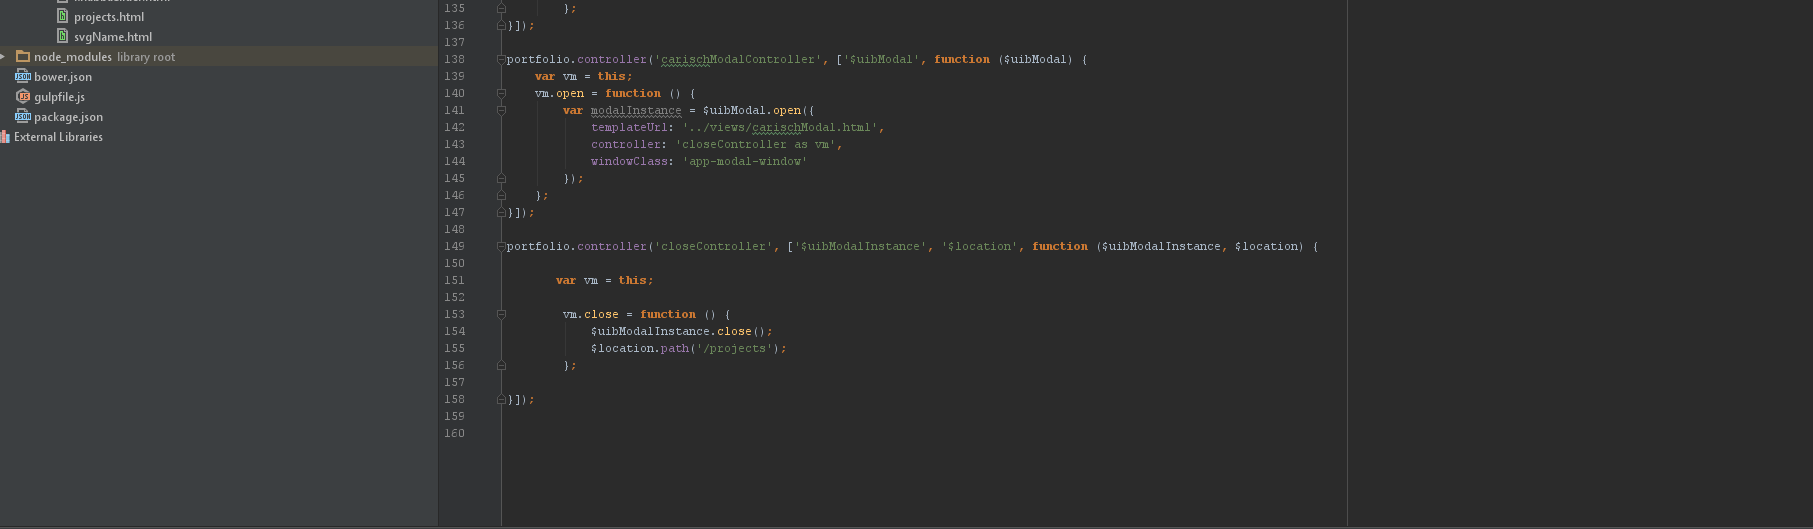 projects.html
svgName.html
node_modules library root
bower.json
gulpfile.js
package.json
External Libraries
135 };
136 }]);
137
138 portfolio.controller('carischModalController', ['$uibModal', function ($uibModal) {
139 var vm = this;
140 vm.open = function () {
141 var modalInstance = $uibModal.open({
142 templateUrl: '../views/carischModal.html',
143 controller: 'closeController as vm',
144 windowClass: 'app-modal-window'
145 });
146 };
147 }]);
148
149 portfolio.controller('closeController', ['$uibModalInstance', '$location', function ($uibModalInstance, $location) {
150
151 var vm = this;
152
153 vm.close = function () {
154 $uibModalInstance.close();
155 $location.path('/projects');
156 };
157
158 }]);
159
160